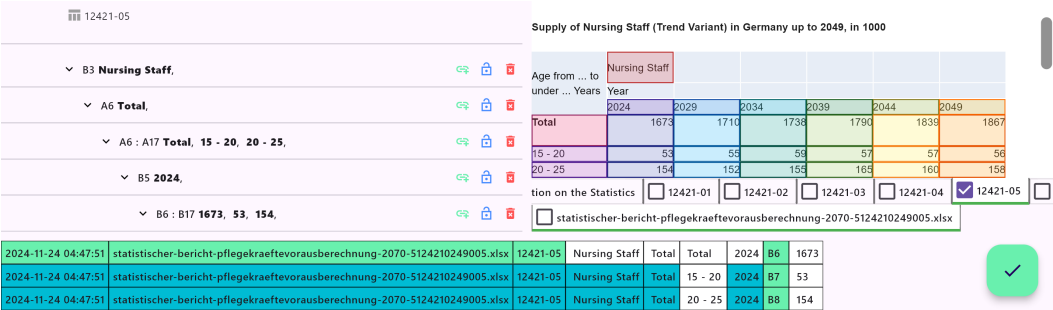 12421-05
B3 Nursing Staff,
A6 Total,
A6 : A17 Total, 15 - 20, 20 - 25,
B5 2024,
B6 : B17 1673, 53, 154,
Supply of Nursing Staff (Trend Variant) in Germany up to 2049, in 1000
Age from ... to under ... Years
Nursing Staff
Year
2024 2029 2034 2039 2044 2049
Total 1673 1710 1738 1790 1839 1867
15 - 20 53 55 59 57 57 56
20 - 25 154 152 155 165 160 158
tion on the Statistics 12421-01 12421-02 12421-03 12421-04 12421-05
statistischer-bericht-pflegekraeftevorausberechnung-2070-5124210249005.xlsx
2024-11-24 04:47:51 statistischer-bericht-pflegekraeftevorausberechnung-2070-5124210249005.xlsx 12421-05 Nursing Staff Total Total 2024 B6 1673
2024-11-24 04:47:51 statistischer-bericht-pflegekraeftevorausberechnung-2070-5124210249005.xlsx 12421-05 Nursing Staff Total 15 - 20 2024 B7 53
2024-11-24 04:47:51 statistischer-bericht-pflegekraeftevorausberechnung-2070-5124210249005.xlsx 12421-05 Nursing Staff Total 20 - 25 2024 B8 154